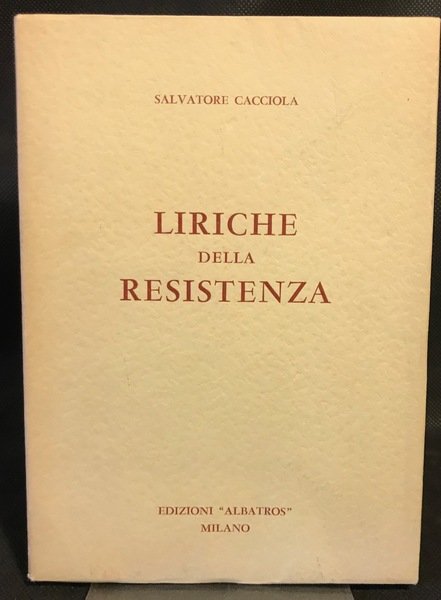 SALVATORE CACCIOLA
LIRICHE
DELLA
RESISTENZA
EDIZIONI "ALBATROS"
MILANO